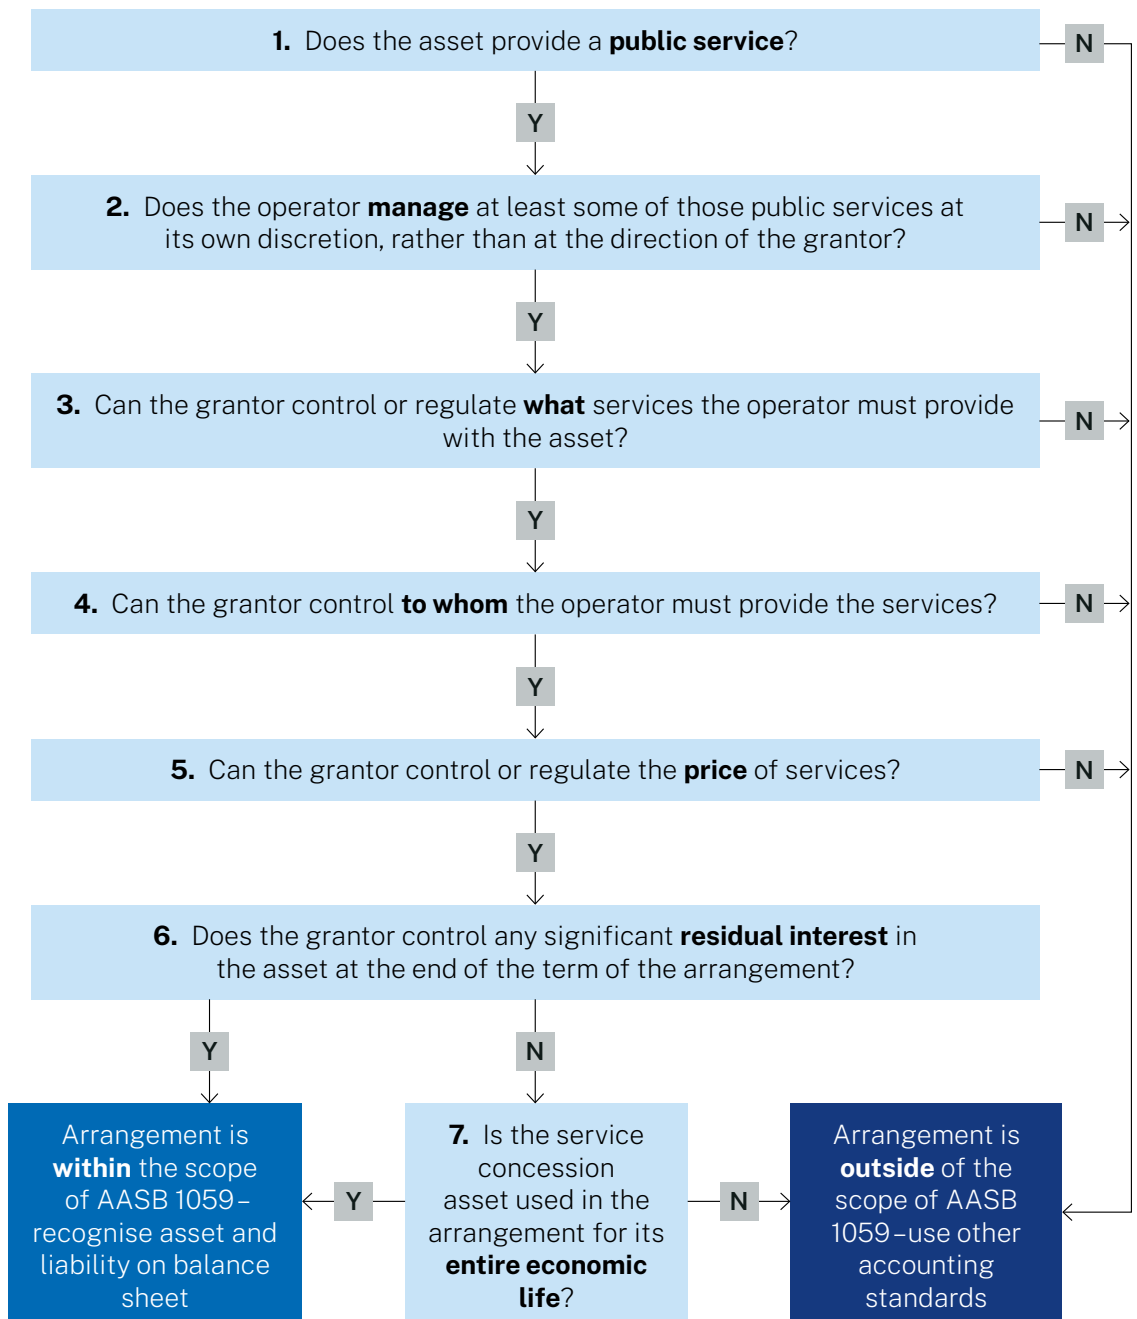 1. Does the asset provide a public service?
N
Y
2. Does the operator manage at least some of those public services at
its own discretion, rather than at the direction of the grantor?
N
Y
3. Can the grantor control or regulate what services the operator must provide
with the asset?
N
Y
4. Can the grantor control to whom the operator must provide the services?
N
Y
5. Can the grantor control or regulate the price of services?
N
Y
6. Does the grantor control any significant residual interest in
the asset at the end of the term of the arrangement?
Y
N
Arrangement is
within the scope
of AASB 1059–
recognise asset and
liability on balance
sheet
Y
7. Is the service
concession
asset used in the
arrangement for its
entire economic
life?
N
Arrangement is
outside of the
scope of AASB
1059–use other
accounting
standards